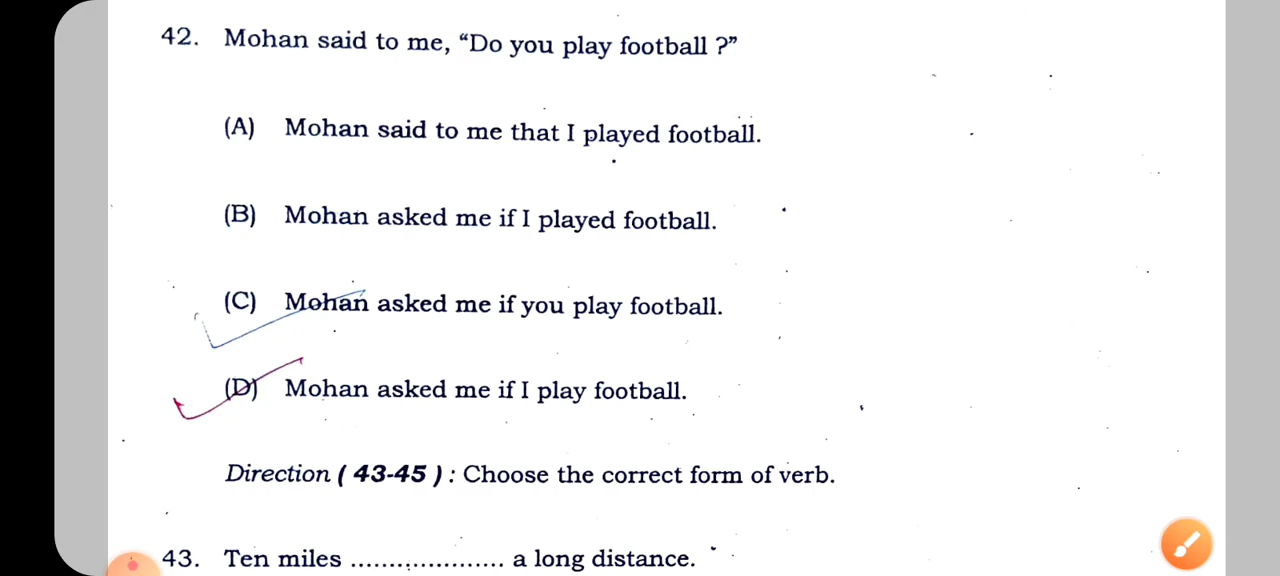 42. Mohan said to me, “Do you play football ?”
(A) Mohan said to me that I played football.
(B) Mohan asked me if I played football.
(C) Mohan asked me if you play football.
(D) Mohan asked me if I play football.
Direction ( 43-45 ) : Choose the correct form of verb.
43. Ten miles .................... a long distance.